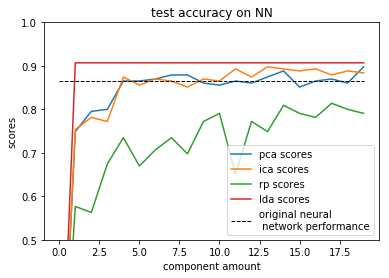 test accuracy on NN
scores
1.0
0.9
0.8
0.7
0.6
0.5
pca scores
ica scores
rp scores
lda scores
original neural
network performance
0.0
2.5
5.0
7.5
10.0
12.5
15.0
17.5
component amount